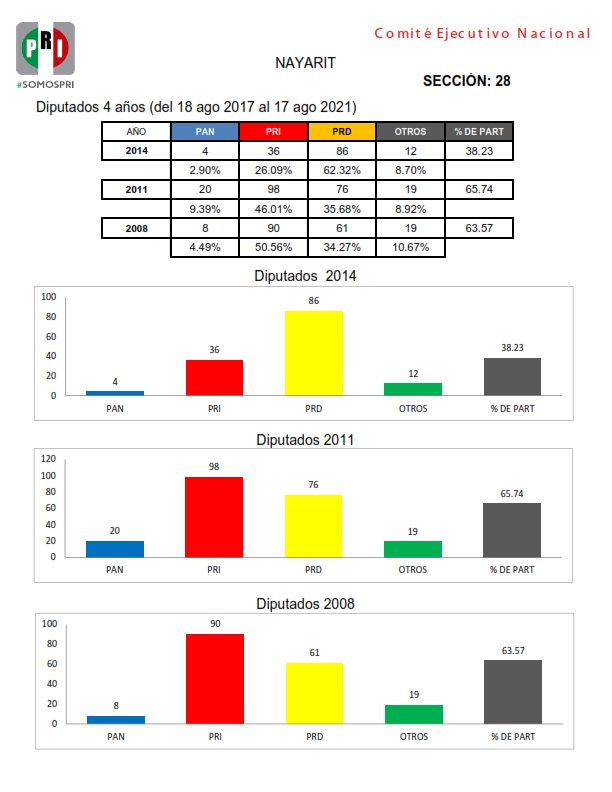 Comité Ejecutivo Nacional
PRI
#SOMOSPRI
NAYARIT
SECCIÓN: 28
Diputados 4 años (del 18 ago 2017 al 17 ago 2021)
AÑO PAN PRI PRD OTROS % DE PART
2014 4 36 86 12 38.23
2.90% 26.09% 62.32% 8.70%
2011 20 98 76 19 65.74
9.39% 46.01% 35.68% 8.92%
2008 8 90 61 19 63.57
4.49% 50.56% 34.27% 10.67%
Diputados 2014
100
80
60
40
20
0
4 36 86 12 38.23
PAN PRI PRD OTROS % DE PART
Diputados 2011
120
100
80
60
40
20
0
20 98 76 19 65.74
PAN PRI PRD OTROS % DE PART
Diputados 2008
100
80
60
40
20
0
8 90 61 19 63.57
PAN PRI PRD OTROS % DE PART